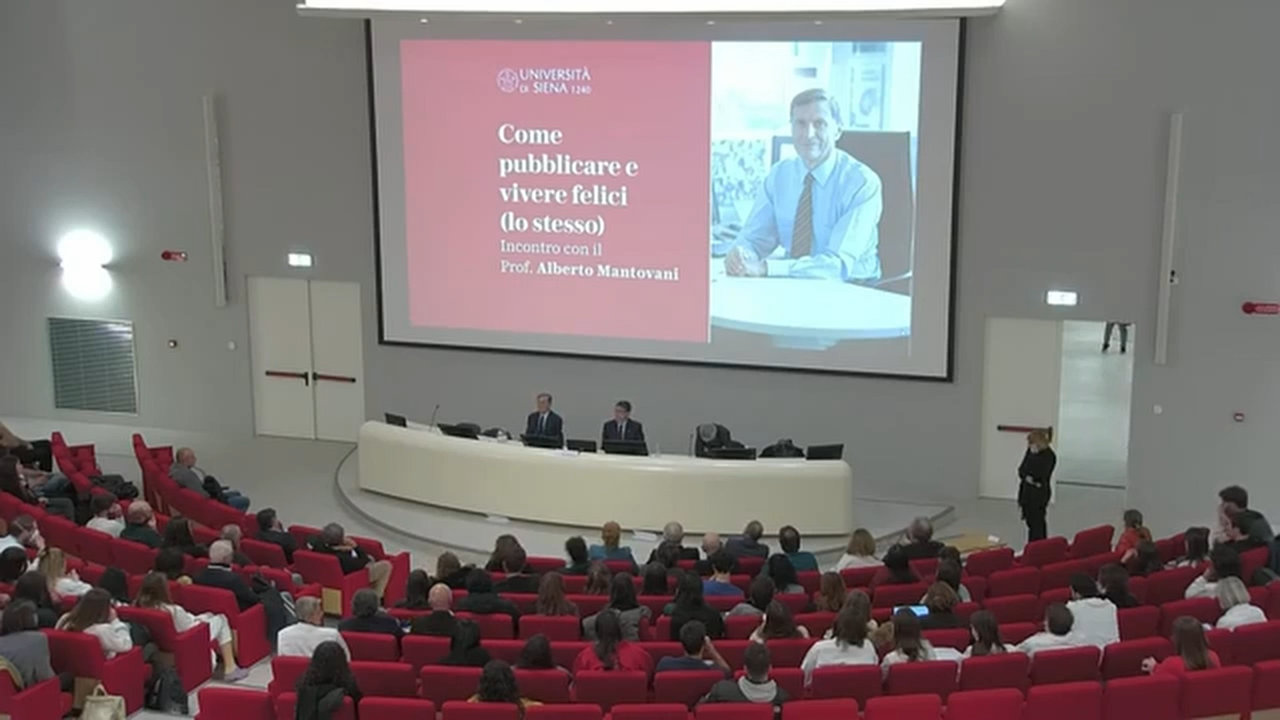 UNIVERSITÀ
DI SIENA 1240
Come
pubblicare e
vivere felici
(lo stesso)
Incontro con il
Prof. Alberto Mantovani